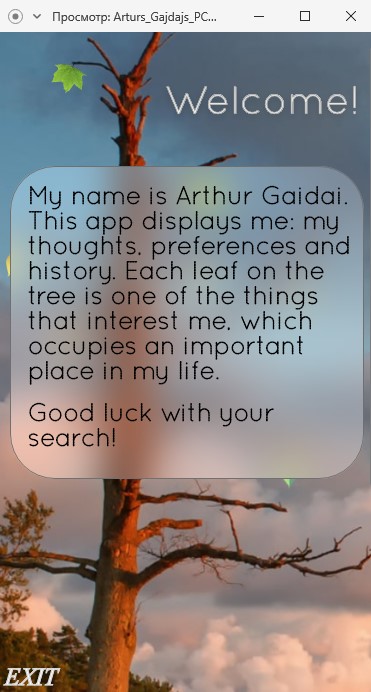 Просмотр: Arturs_Gajdajs_PC...
Welcome!
My name is Arthur Gaidai.
This app displays me: my
thoughts, preferences and
history. Each leaf on the
tree is one of the things
that interest me, which
occupies an important
place in my life.
Good luck with your
search!
EXIT